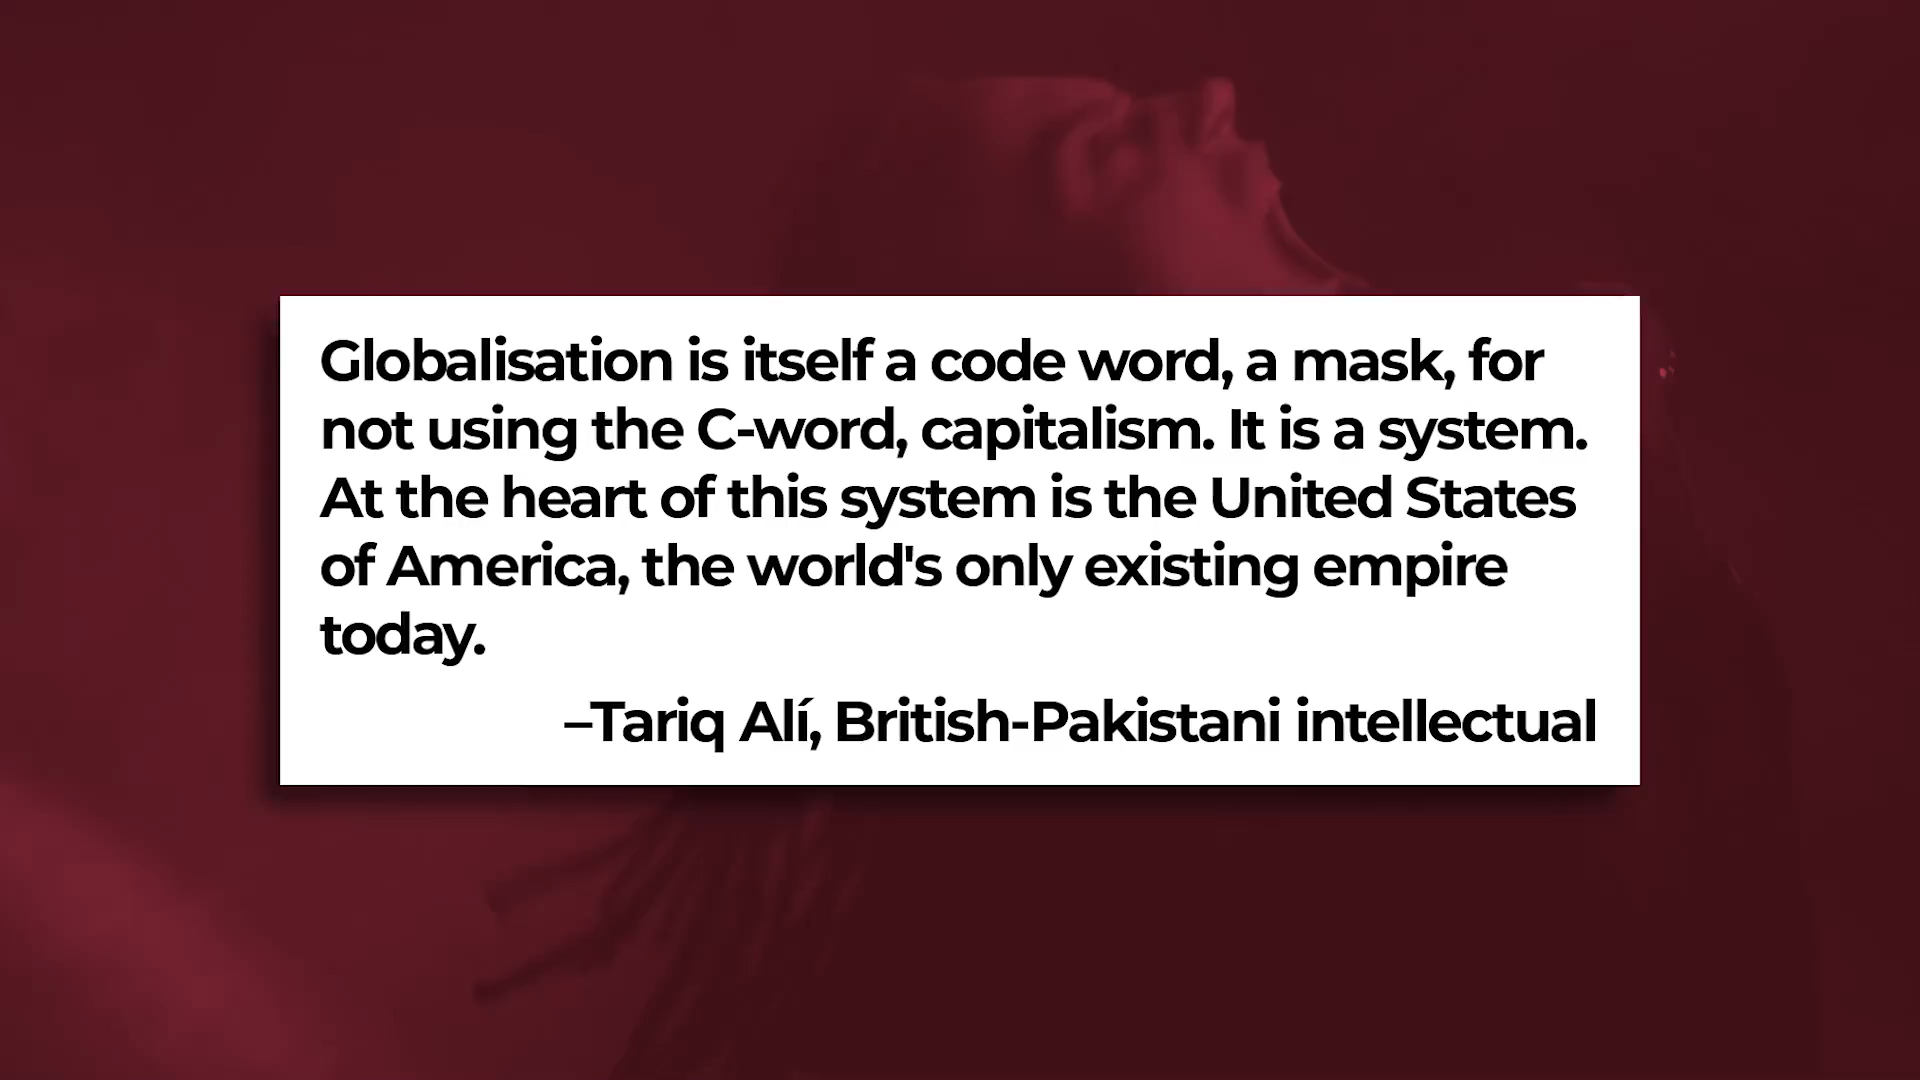 Globalisation is itself a code word, a mask, for
not using the C-word, capitalism. It is a system.
At the heart of this system is the United States
of America, the world's only existing empire
today.
–Tariq Alí, British-Pakistani intellectual